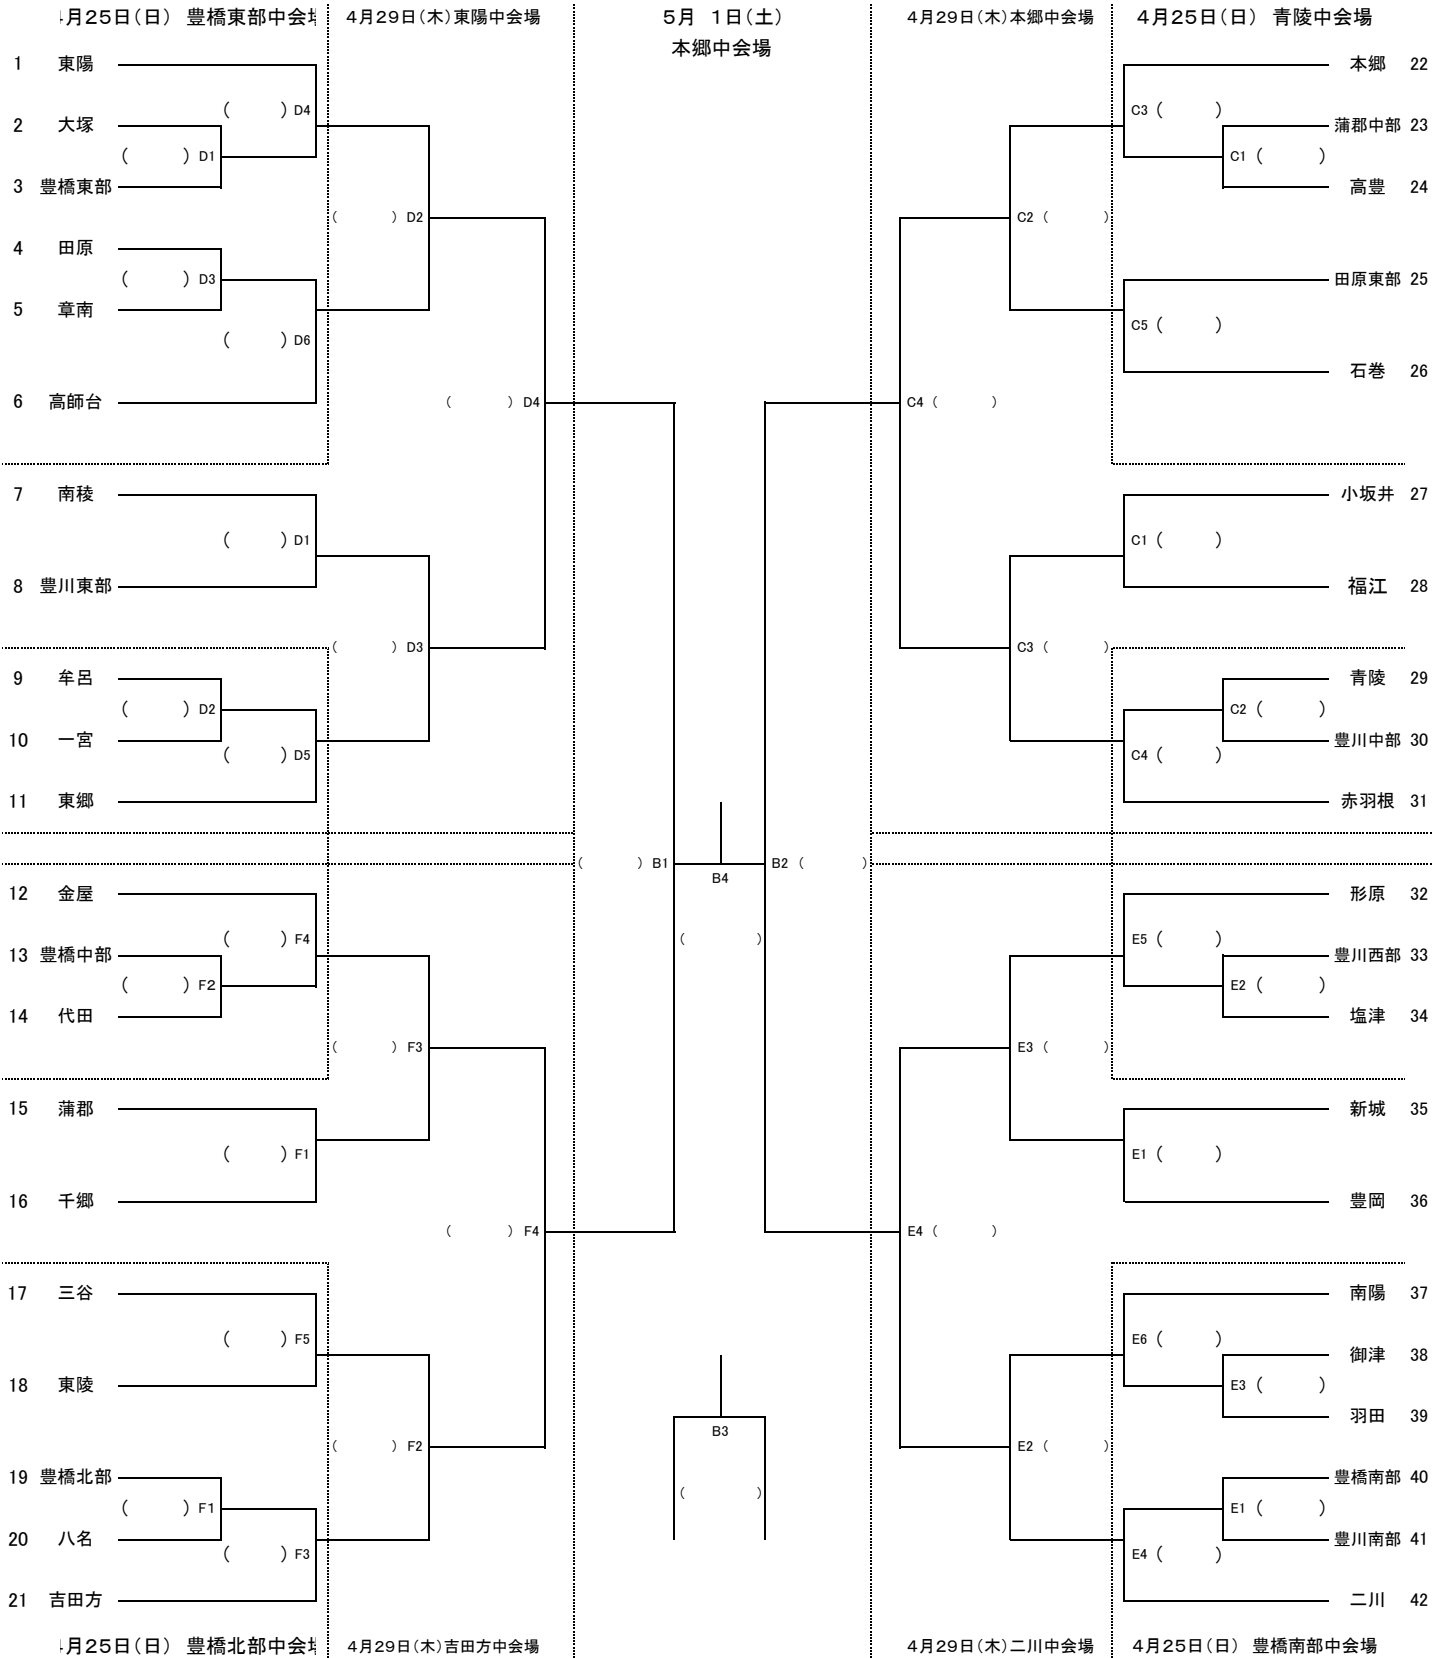 4月25日(日) 豊橋東部中会場 4月29日(木)東陽中会場 5月 1日(土) 4月29日(木)本郷中会場 4月25日(日) 青陵中会場
本郷中会場
1 東陽 本郷 22
( ) D4 C3 ( )
2 大塚 蒲郡中部 23
( ) D1 C1 ( )
3 豊橋東部 高豊 24
( ) D2 C2 ( )
4 田原
( ) D3 田原東部 25
5 章南
( ) D6 C5 ( )
石巻 26
6 高師台 ( ) D4 C4 ( )
7 南稜 小坂井 27
( ) D1 C1 ( )
8 豊川東部 福江 28
( ) D3 C3 ( )
9 牟呂 青陵 29
( ) D2 C2 ( )
10 一宮 豊川中部 30
( ) D5 C4 ( )
11 東郷 赤羽根 31
( ) B1 B2 ( )
B4
12 金屋 形原 32
( ) F4 ( ) E5 ( )
13 豊橋中部 豊川西部 33
( ) F2 E2 ( )
14 代田 塩津 34
( ) F3 E3 ( )
15 蒲郡 新城 35
( ) F1 E1 ( )
16 千郷 豊岡 36
( ) F4 E4 ( )
17 三谷 南陽 37
( ) F5 E6 ( )
御津 38
18 東陵 E3 ( )
羽田 39
B3
( ) F2 E2 ( )
19 豊橋北部 豊橋南部 40
( ) F1 ( ) E1 ( )
20 八名 豊川南部 41
( ) F3 E4 ( )
21 吉田方 二川 42
4月25日(日) 豊橋北部中会場 4月29日(木)吉田方中会場 4月29日(木)二川中会場 4月25日(日) 豊橋南部中会場